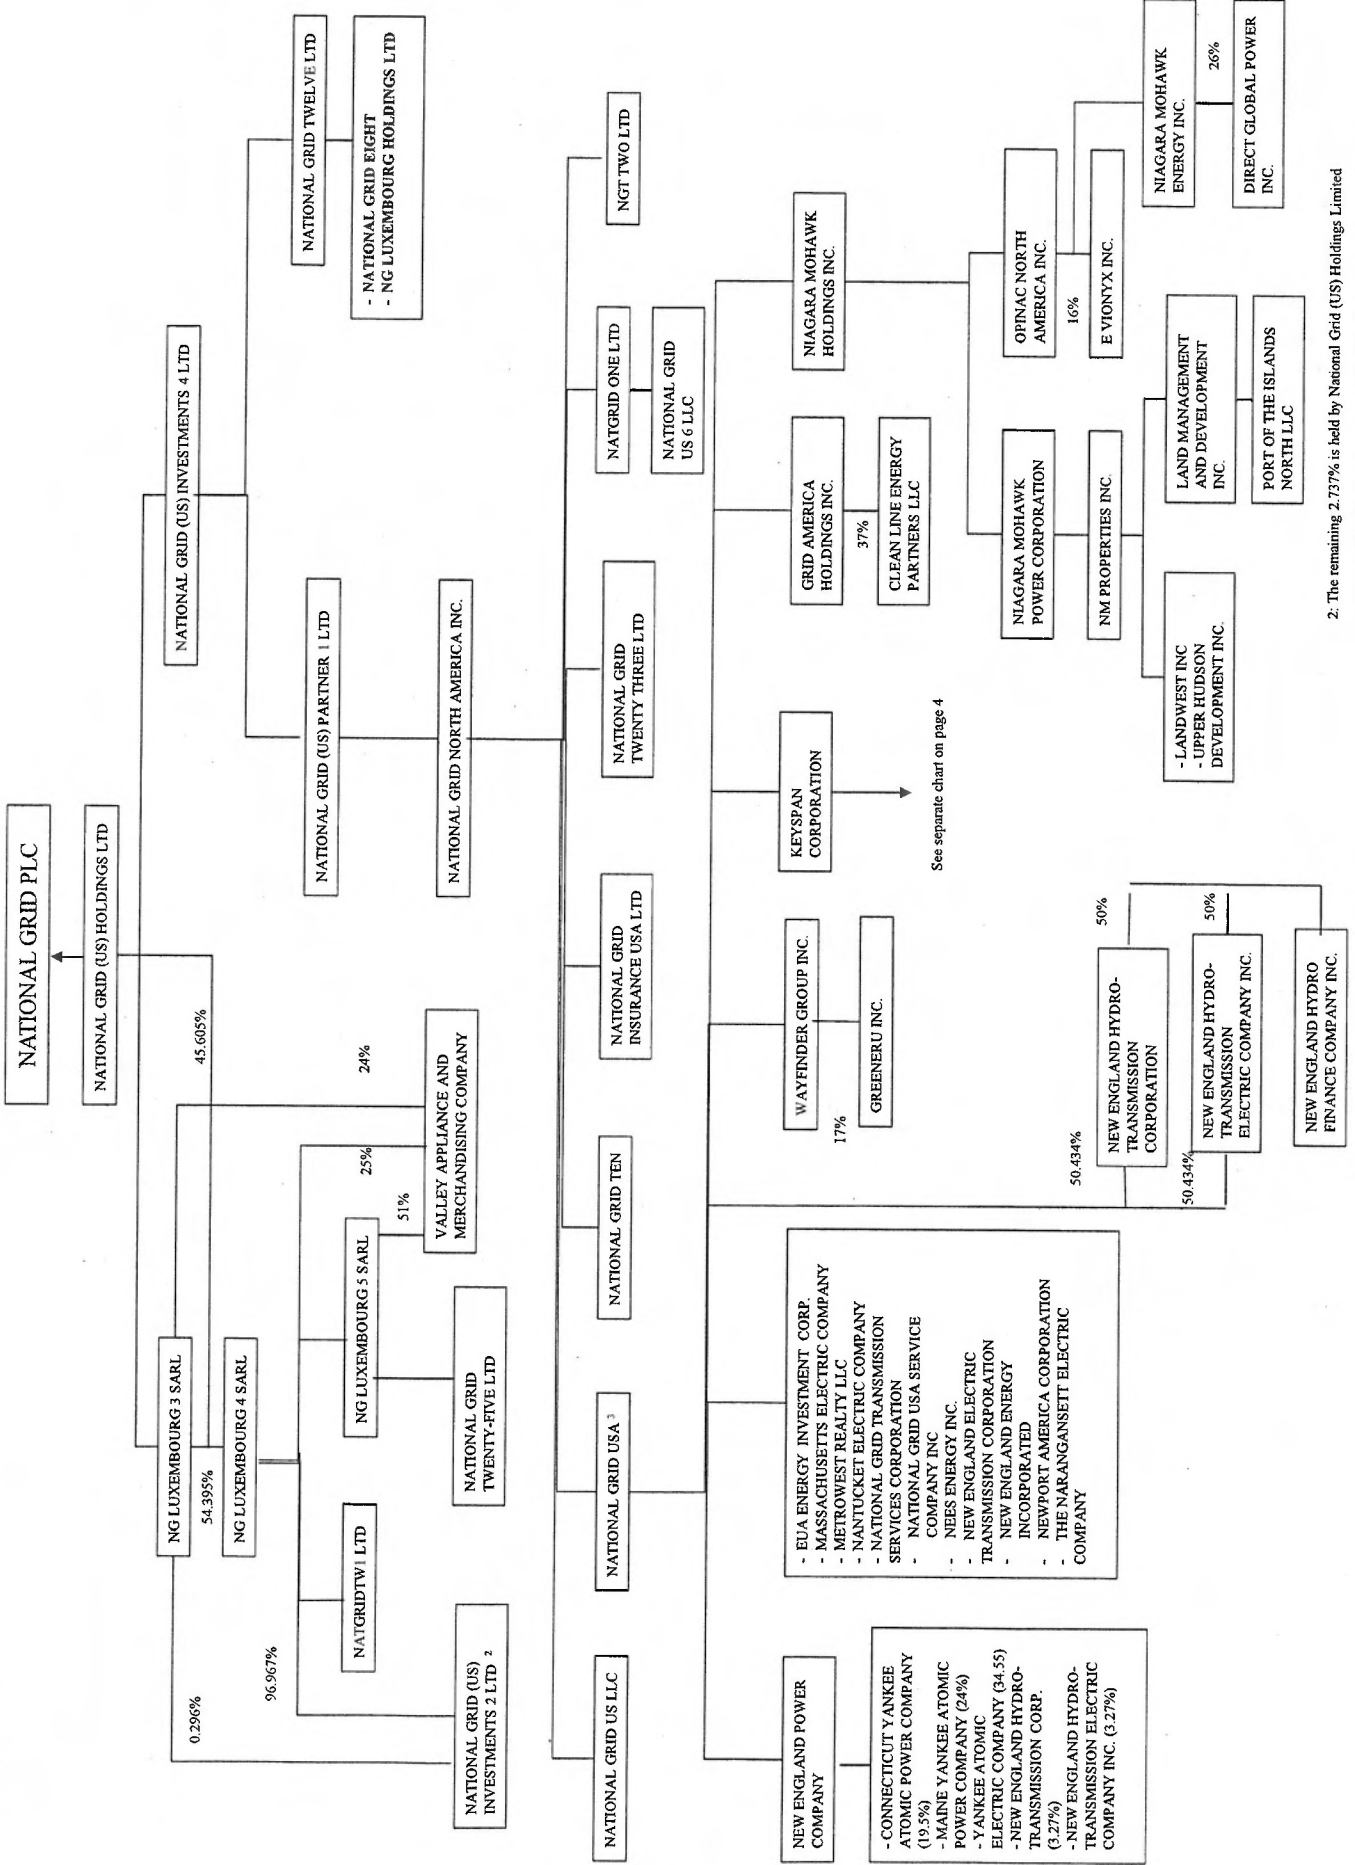 NATIONAL GRID PLC
NATIONAL GRID (US) HOLDINGS LTD
NG LUXEMBOURG 3 SARL
NATIONAL GRID (US) INVESTMENTS 4 LTD
0.296%
54.395%
45.605%
NG LUXEMBOURG 4 SARL
96.967%
NATIONAL GRID (US)
INVESTMENTS 2 LTD 2
NATGRIDTW1 LTD
NG LUXEMBOURG 5 SARL
NATIONAL GRID
TWENTY-FIVE LTD
51%
25%
24%
VALLEY APPLIANCE AND
MERCHANDISING COMPANY
NATIONAL GRID (US) PARTNER 1 LTD
NATIONAL GRID NORTH AMERICA INC.
NATIONAL GRID TWELVE LTD
- NATIONAL GRID EIGHT
- NG LUXEMBOURG HOLDINGS LTD
NATIONAL GRID US LLC
NATIONAL GRID USA 3
NATIONAL GRID TEN
NATIONAL GRID
INSURANCE USA LTD
NATIONAL GRID
TWENTY THREE LTD
NATGRID ONE LTD
NATIONAL GRID
US 6 LLC
NGT TWO LTD
NEW ENGLAND POWER
COMPANY
- CONNECTICUT YANKEE
ATOMIC POWER COMPANY
(19.5%)
- MAINE YANKEE ATOMIC
POWER COMPANY (24%)
- YANKEE ATOMIC
ELECTRIC COMPANY (34.55)
- NEW ENGLAND HYDRO-
TRANSMISSION CORP.
(3.27%)
- NEW ENGLAND HYDRO-
TRANSMISSION ELECTRIC
COMPANY INC. (3.27%)
- EUA ENERGY INVESTMENT CORP.
- MASSACHUSETTS ELECTRIC COMPANY
- METROWEST REALTY LLC
- NANTUCKET ELECTRIC COMPANY
- NATIONAL GRID TRANSMISSION
SERVICES CORPORATION
- NATIONAL GRID USA SERVICE
COMPANY INC
- NEES ENERGY INC.
- NEW ENGLAND ELECTRIC
TRANSMISSION CORPORATION
- NEW ENGLAND ENERGY
INCORPORATED
- NEWPORT AMERICA CORPORATION
- THE NARANGANSETT ELECTRIC
COMPANY
WAYFINDER GROUP INC.
17%
GREENERU INC.
50.434%
NEW ENGLAND HYDRO-
TRANSMISSION
CORPORATION
50%
50.434%
NEW ENGLAND HYDRO-
TRANSMISSION
ELECTRIC COMPANY INC.
50%
NEW ENGLAND HYDRO
FINANCE COMPANY INC.
KEYSPAN
CORPORATION
See separate chart on page 4
GRID AMERICA
HOLDINGS INC.
37%
CLEAN LINE ENERGY
PARTNERS LLC
NIAGARA MOHAWK
HOLDINGS INC.
NIAGARA MOHAWK
POWER CORPORATION
NM PROPERTIES INC.
- LANDWEST INC
- UPPER HUDSON
DEVELOPMENT INC.
LAND MANAGEMENT
AND DEVELOPMENT
INC.
PORT OF THE ISLANDS
NORTH LLC
OPINAC NORTH
AMERICA INC.
16%
E VIONYX INC.
NIAGARA MOHAWK
ENERGY INC.
26%
DIRECT GLOBAL POWER
INC.
2: The remaining 2.737% is held by National Grid (US) Holdings Limited